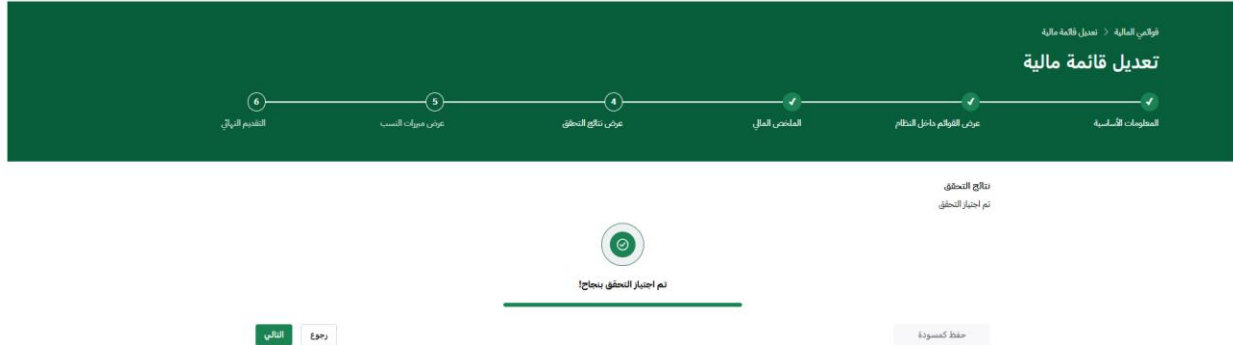 قوائمي المالية > تعديل قائمة مالية
تعديل قائمة مالية
4
5
6
المعلومات الأساسية
عرض القوائم داخل النظام
الملخص المالي
عرض نتائج التحقق
عرض مبررات النسب
التقديم النهائي
نتائج التحقق
تم اجتياز التحقق
تم اجتياز التحقق بنجاح!
حفظ كمسودة
رجوع
التالي